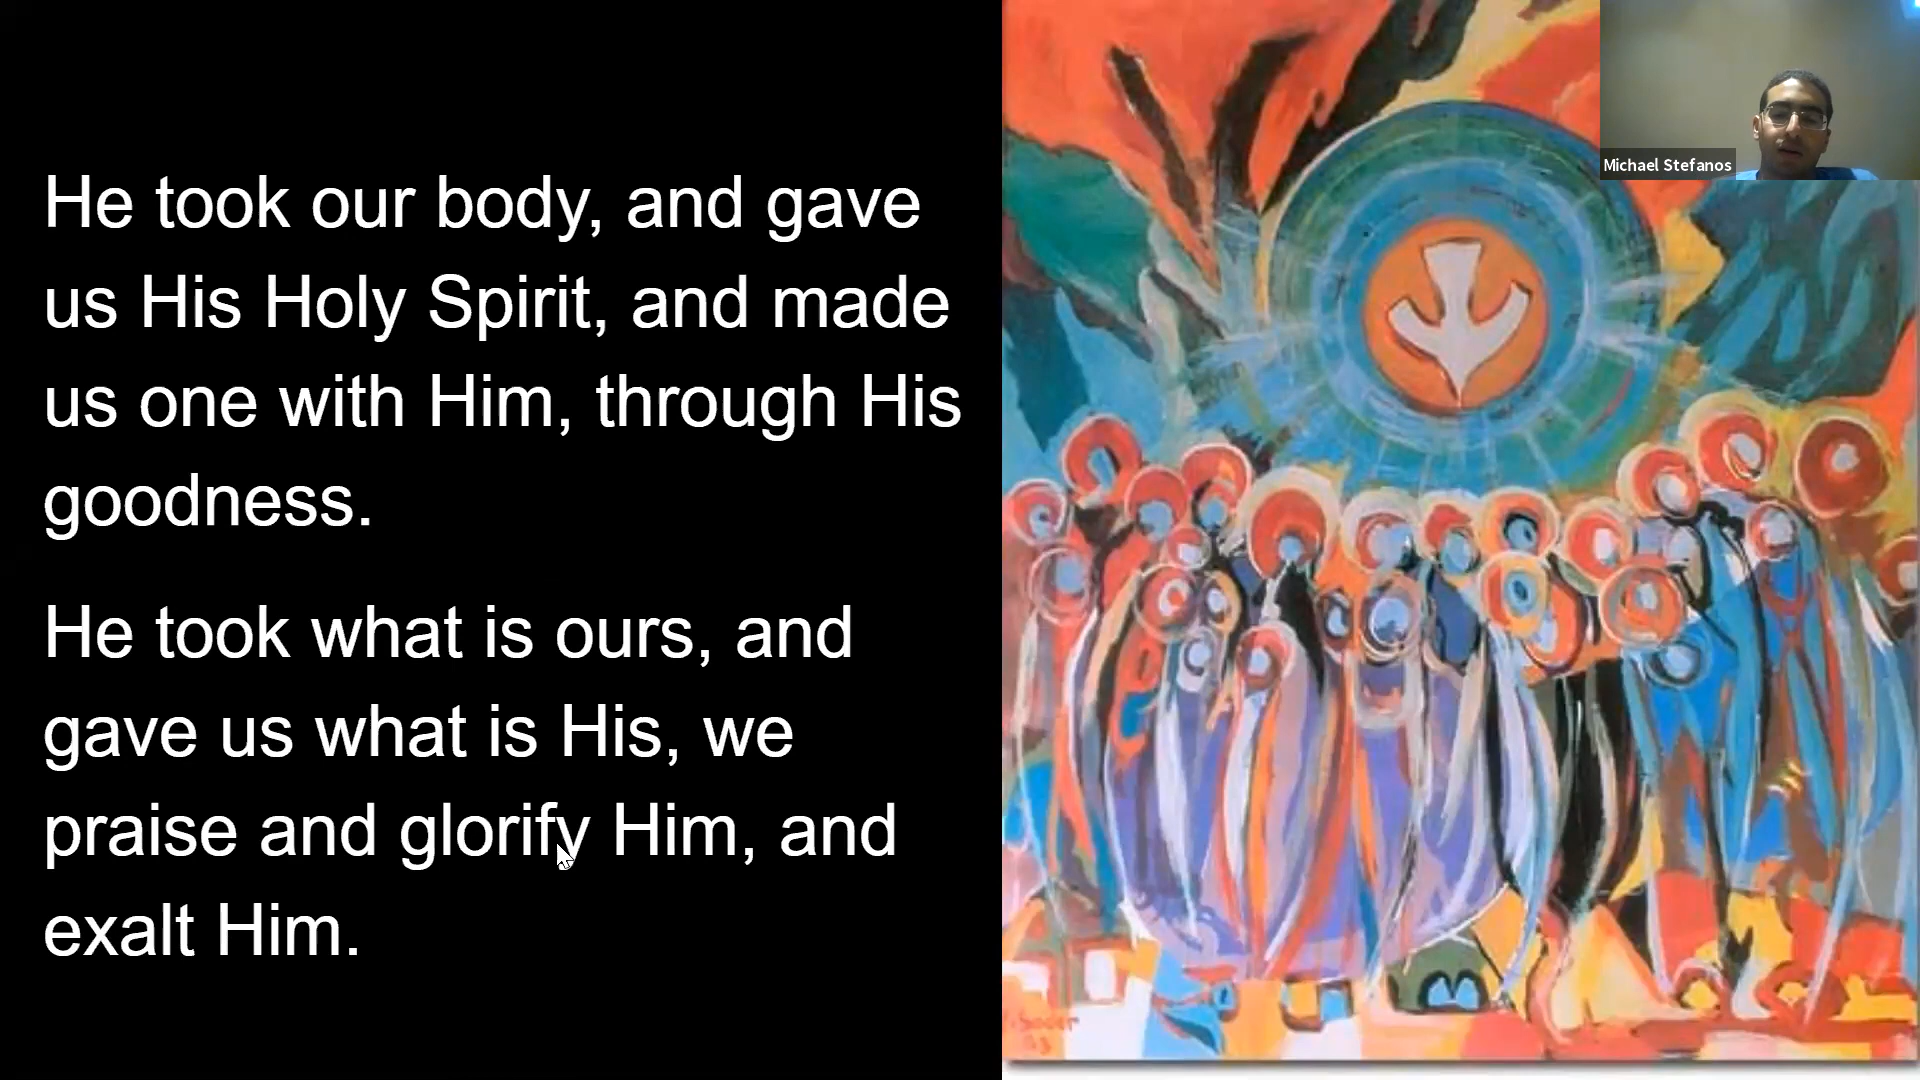 He took our body, and gave
us His Holy Spirit, and made
us one with Him, through His
goodness.
He took what is ours, and
gave us what is His, we
praise and glorify Him, and
exalt Him.
Michael Stefanos